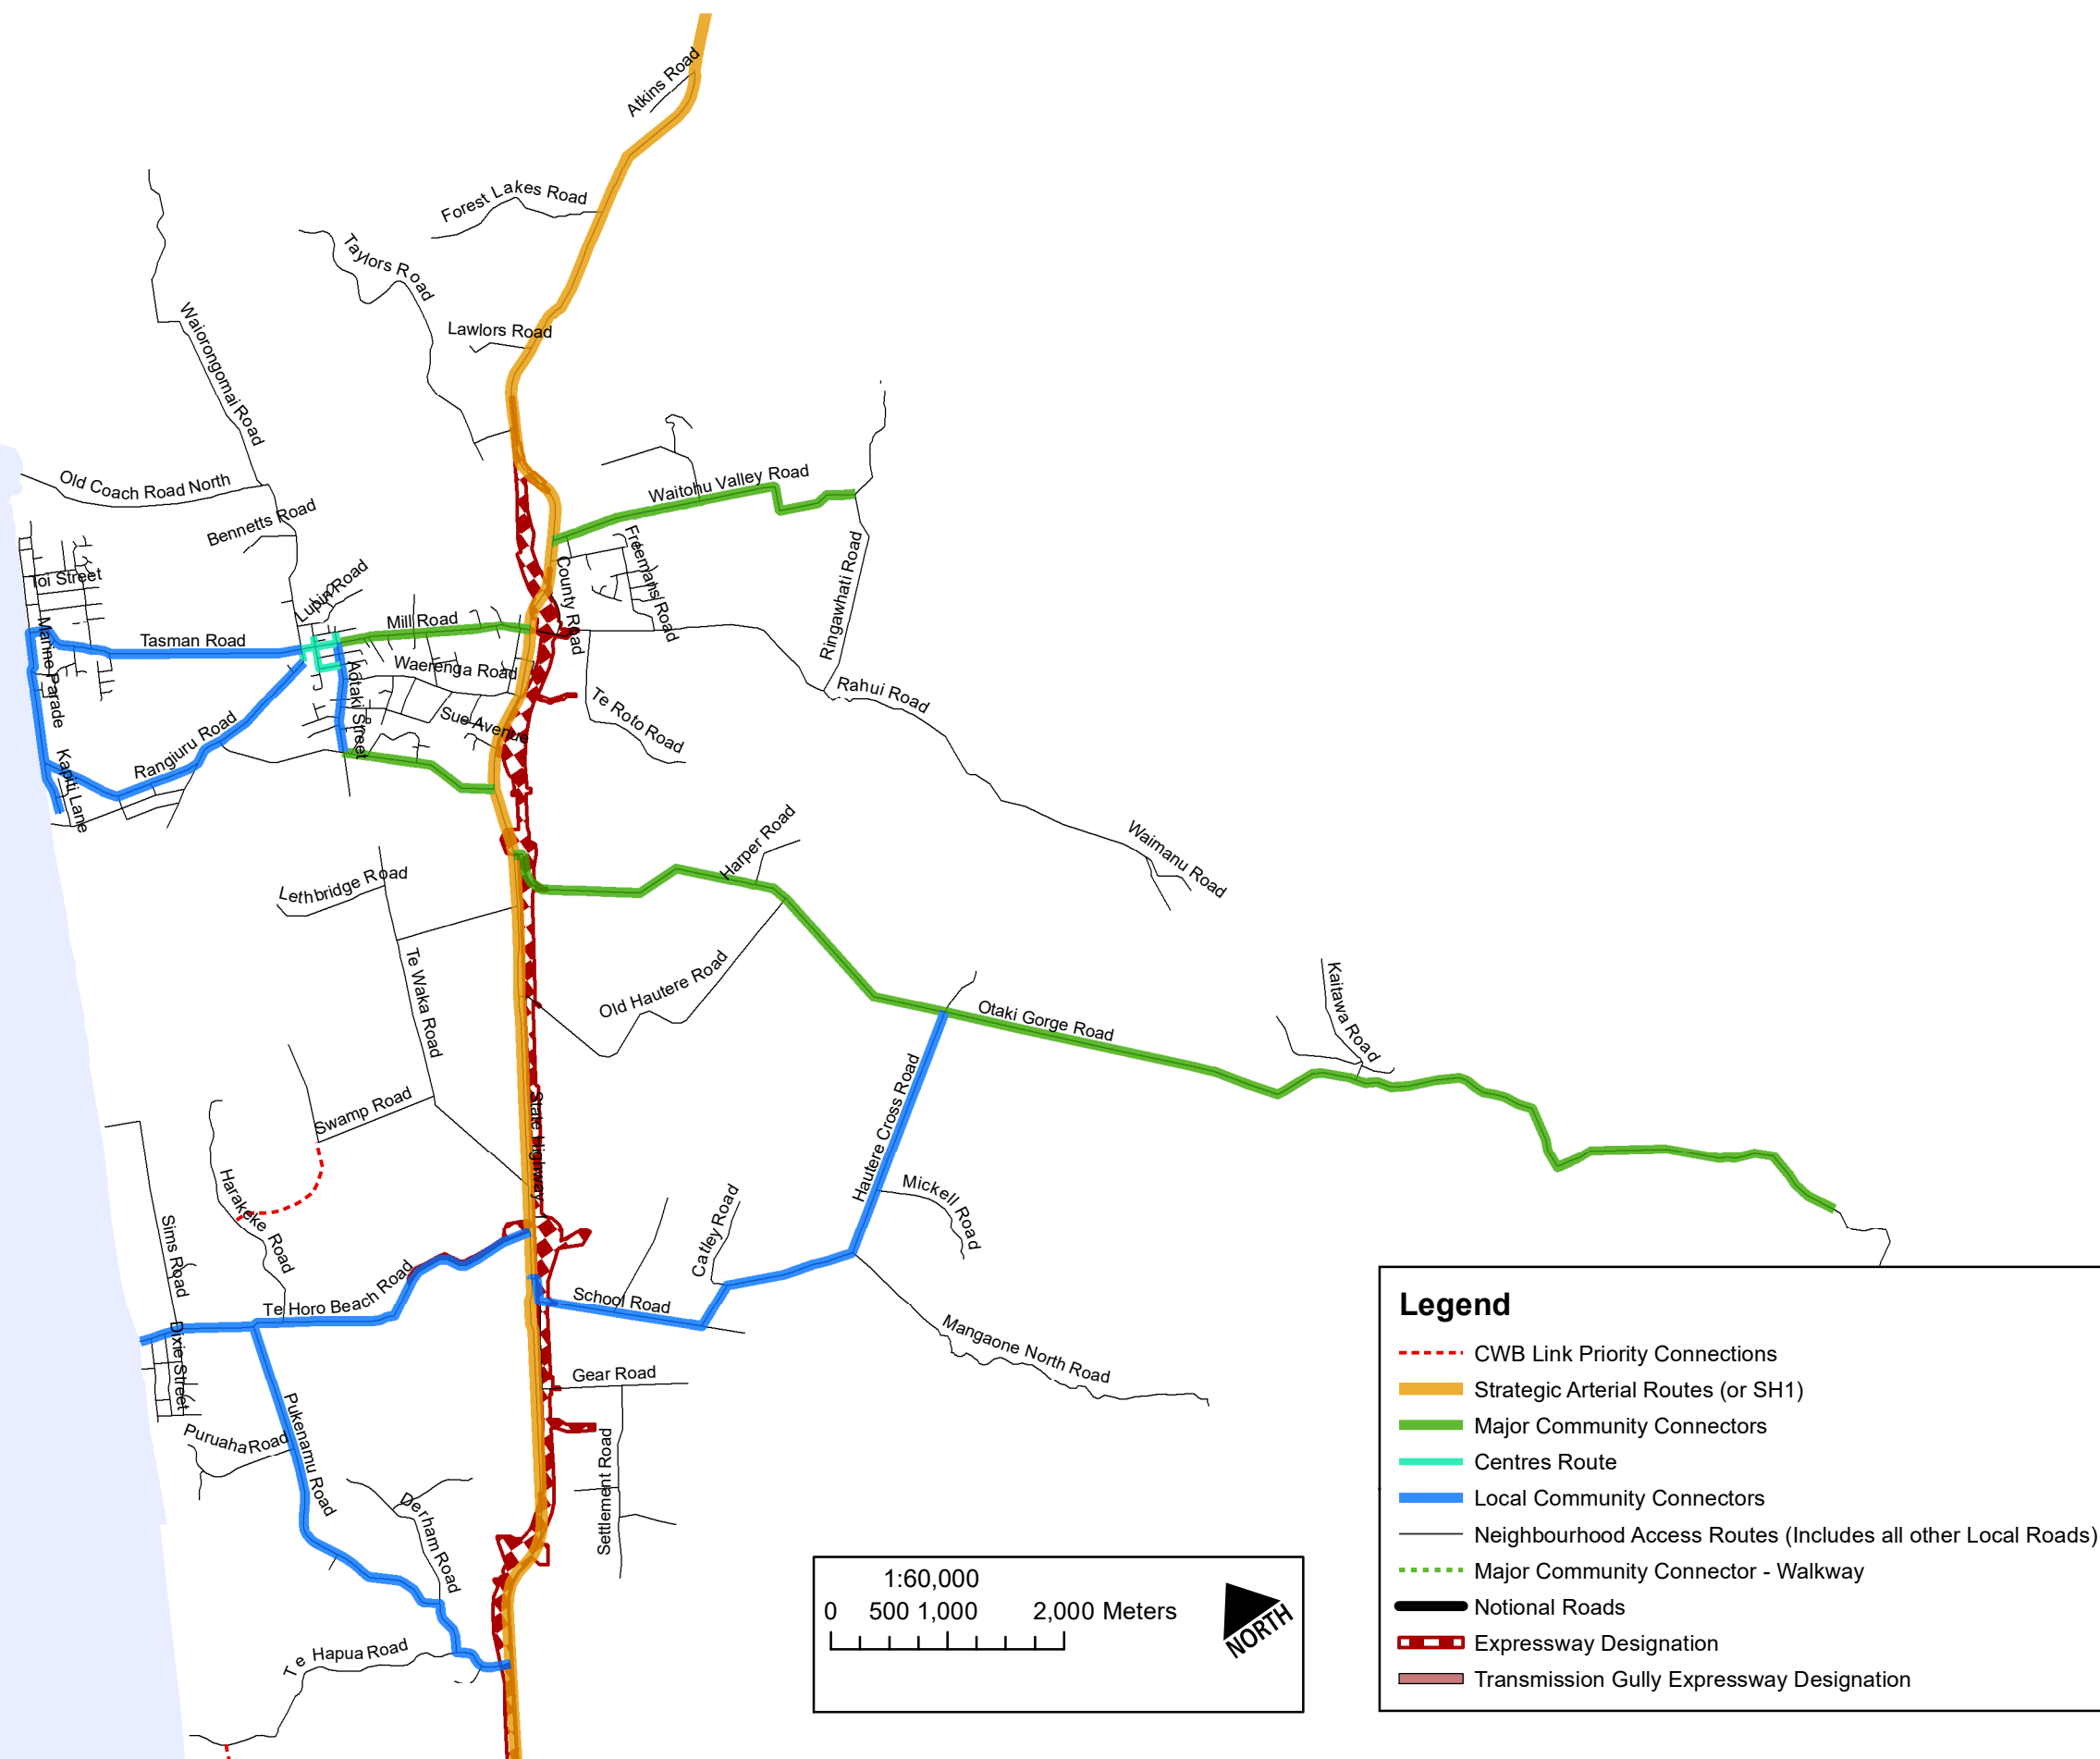 Atkins Road
Forest Lakes Road
Taylors Road
Lawlors Road
Waiorongomai Road
Old Coach Road North
Bennetts Road
Waitohu Valley Road
Freemans Road
County Road
Ringawhati Road
Toi Street
Lupin Road
Mill Road
Tasman Road
Marine Parade
Waerenga Road
Aotaki Street
Sue Avenue
Te Roto Road
Rahui Road
Rangiuru Road
Kapiti Lane
Waimanu Road
Harper Road
Lethbridge Road
Te Waka Road
Old Hautere Road
Otaki Gorge Road
Kaitawa Road
State Highway
Swamp Road
Hautere Cross Road
Harakeke Road
Mickell Road
Catley Road
Sims Road
Te Horo Beach Road
School Road
Dixie Street
Mangaone North Road
Gear Road
Pukenamu Road
Puruaha Road
Settlement Road
Derham Road
Te Hapua Road
1:60,000
0 500 1,000 2,000 Meters
NORTH
Legend
CWB Link Priority Connections
Strategic Arterial Routes (or SH1)
Major Community Connectors
Centres Route
Local Community Connectors
Neighbourhood Access Routes (Includes all other Local Roads)
Major Community Connector - Walkway
Notional Roads
Expressway Designation
Transmission Gully Expressway Designation